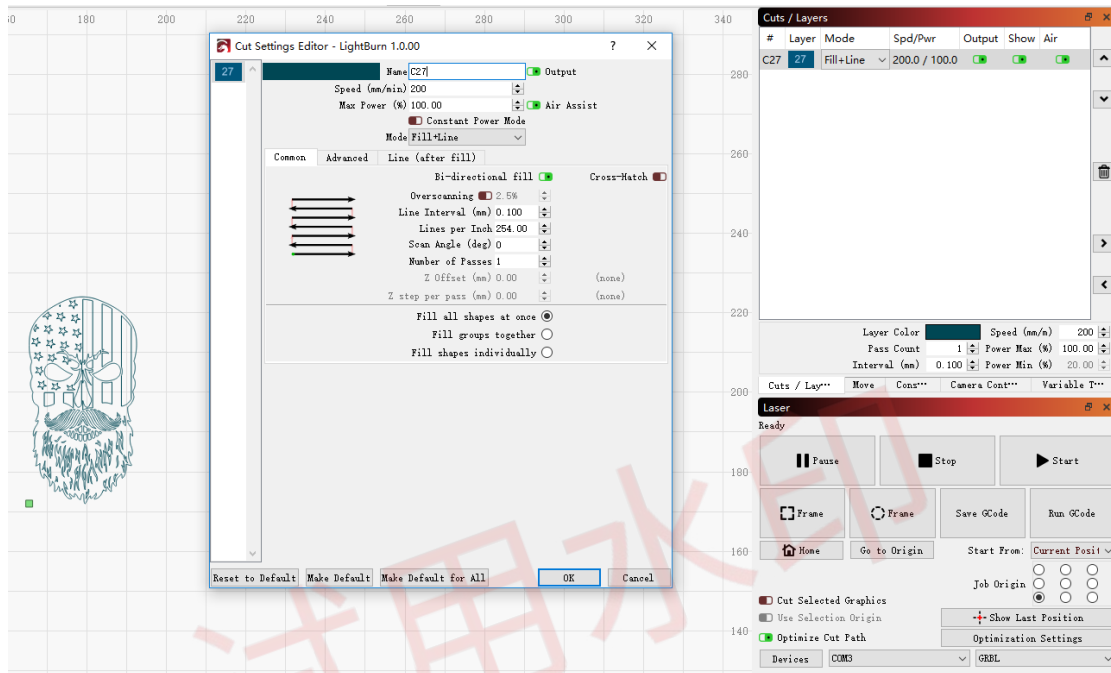 60 180 200 220 240 260 280 300 320 340
280
260
240
220
200
180
160
140
Cut Settings Editor - LightBurn 1.0.00 ? ×
27
Name C27 Output
Speed (mm/min) 200
Max Power (%) 100.00 Air Assist
Constant Power Mode
Mode Fill+Line
Common Advanced Line (after fill)
Bi-directional fill Cross-Hatch
Overscanning 2.5%
Line Interval (mm) 0.100
Lines per Inch 254.00
Scan Angle (deg) 0
Number of Passes 1
Z Offset (mm) 0.00 (none)
Z step per pass (mm) 0.00 (none)
Fill all shapes at once
Fill groups together
Fill shapes individually
Reset to Default Make Default Make Default for All OK Cancel
Cuts / Layers
# Layer Mode Spd/Pwr Output Show Air
C27 27 Fill+Line 200.0 / 100.0
Layer Color Speed (mm/m) 200
Pass Count 1 Power Max (%) 100.00
Interval (mm) 0.100 Power Min (%) 20.00
Cuts / Lay··· Move Cons··· Camera Cont··· Variable T···
Laser
Ready
Pause Stop Start
Frame Frame Save GCode Run GCode
Home Go to Origin Start From: Current Posit
Job Origin
Cut Selected Graphics
Use Selection Origin Show Last Position
Optimize Cut Path Optimization Settings
Devices COM3 GRBL
试用水印